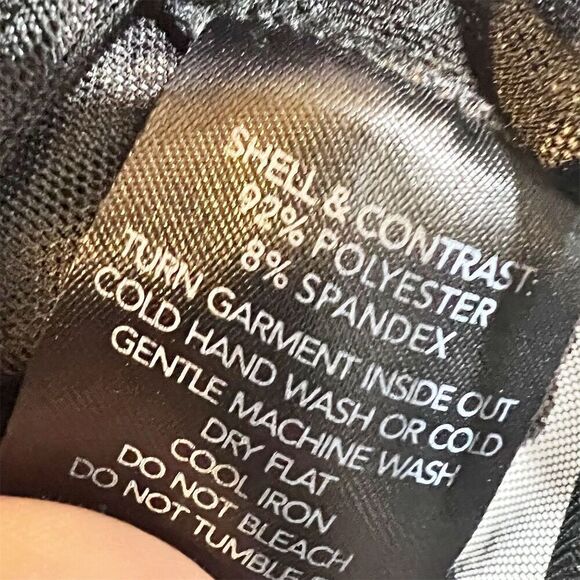 SHELL & CONTRAST:
92% POLYESTER
8% SPANDEX
TURN GARMENT INSIDE OUT
COLD HAND WASH OR COLD
GENTLE MACHINE WASH
DRY FLAT
COOL IRON
DO NOT BLEACH
DO NOT TUMBLE